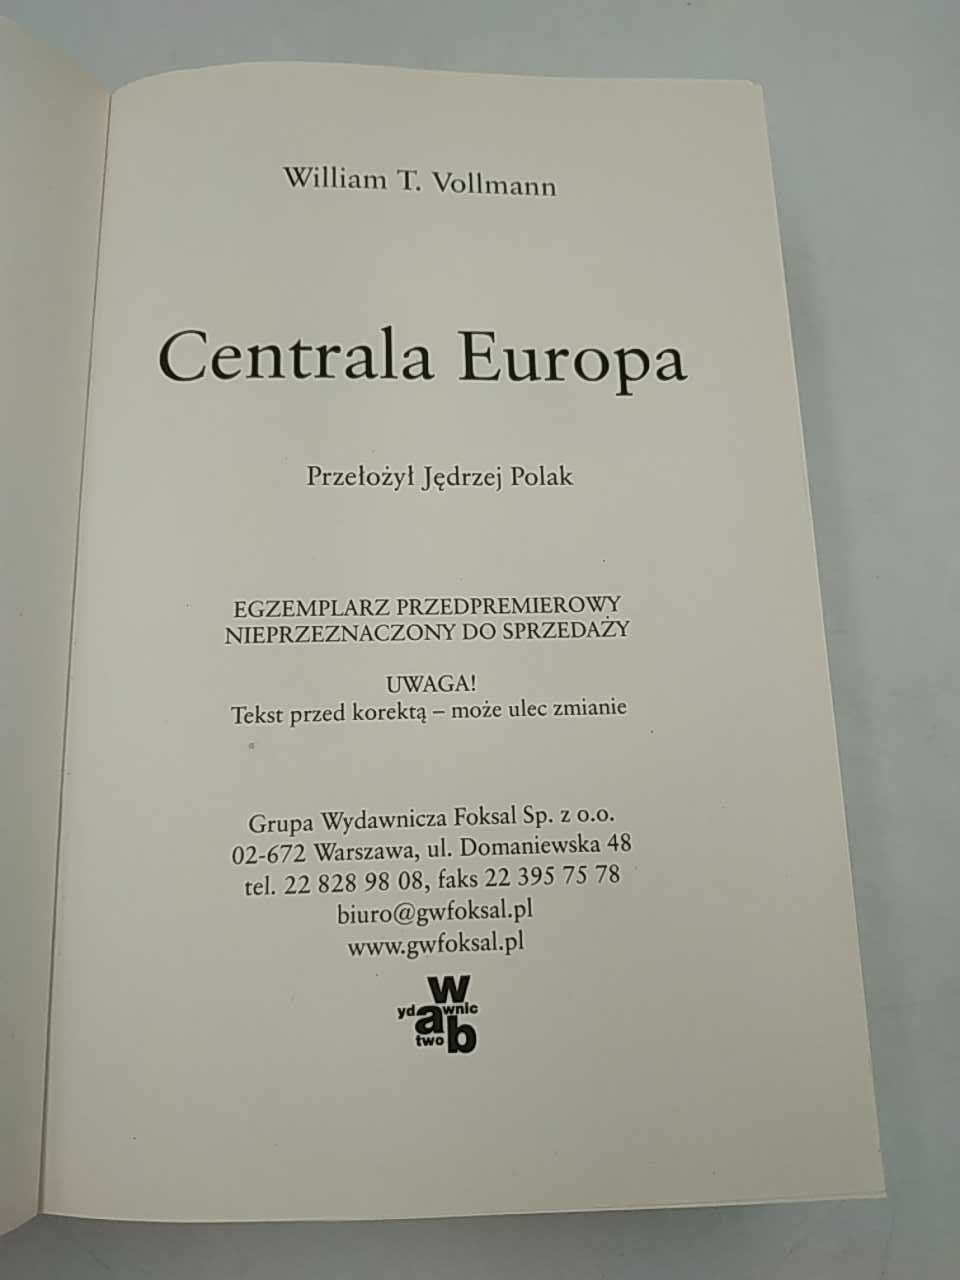 William T. Vollmann
Centrala Europa
Przełożył Jędrzej Polak
EGZEMPLARZ PRZEDPREMIEROWY
NIEPRZEZNACZONY DO SPRZEDAŻY
UWAGA!
Tekst przed korektą – może ulec zmianie
Grupa Wydawnicza Foksal Sp. z o.o.
02-672 Warszawa, ul. Domaniewska 48
tel. 22 828 98 08, faks 22 395 75 78
biuro@gwfoksal.pl
www.gwfoksal.pl
w
ydawnic
two b